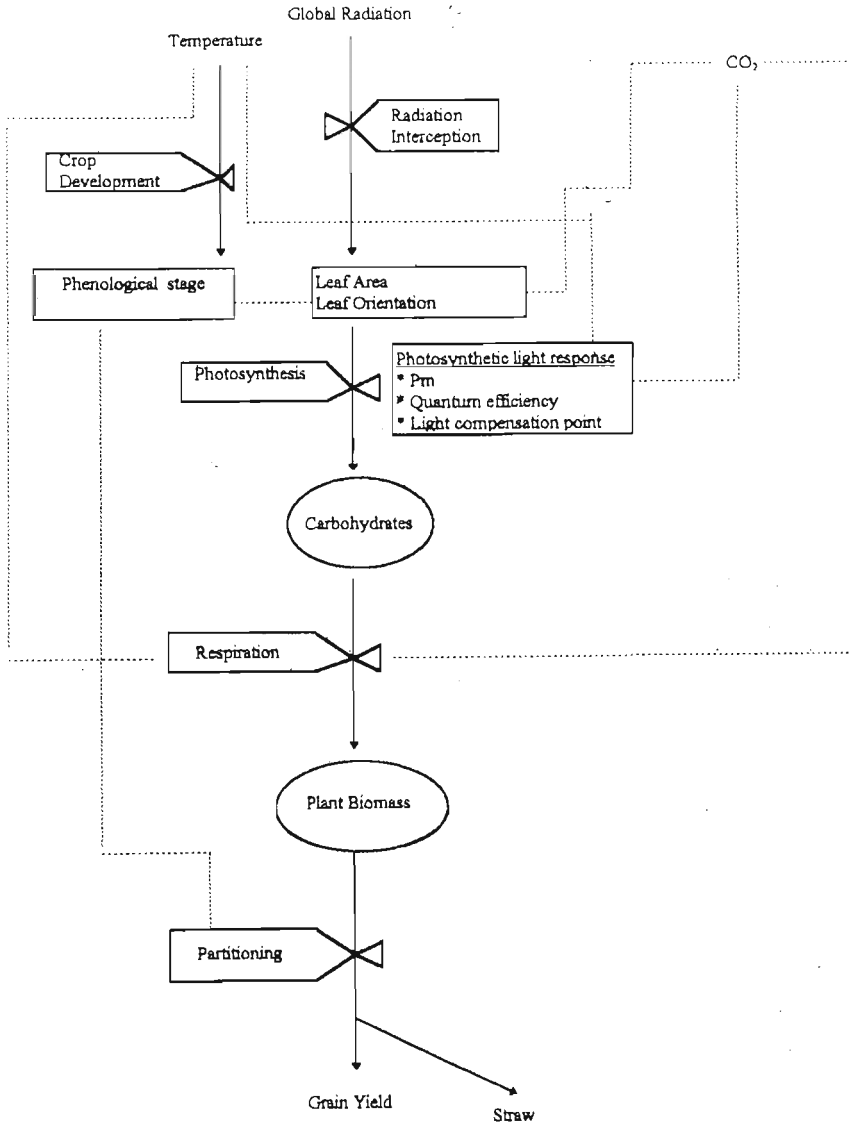 Global Radiation
Temperature
CO₂
Radiation
Interception
Crop
Development
Phenological stage
Leaf Area
Leaf Orientation
Photosynthesis
Photosynthetic light response
* Pm
* Quantum efficiency
* Light compensation point
Carbohydrates
Respiration
Plant Biomass
Partitioning
Grain Yield
Straw